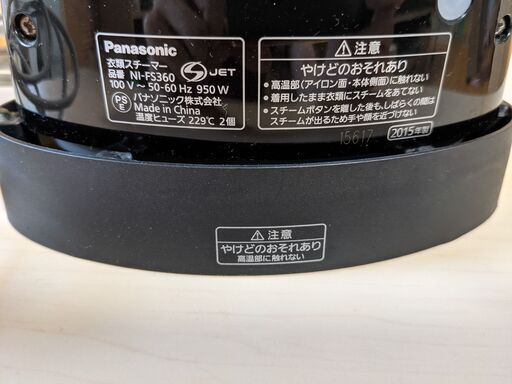 Panasonic
衣類スチーマー
品番 NI-FS360
100 V ～ 50-60 Hz 950 W
S JET
PS E
パナソニック株式会社
Made in China
温度ヒューズ 229℃ 2個
⚠注意
やけどのおそれあり
●高温部(アイロン面・本体側面)に触れない
●着用したまま衣類にスチームをあてない
●スチームボタンを離した後も、しばらくの間は
スチームが出るため手や顔を近づけない
15617
2015年製
⚠注意
やけどのおそれあり
高温部に触れない